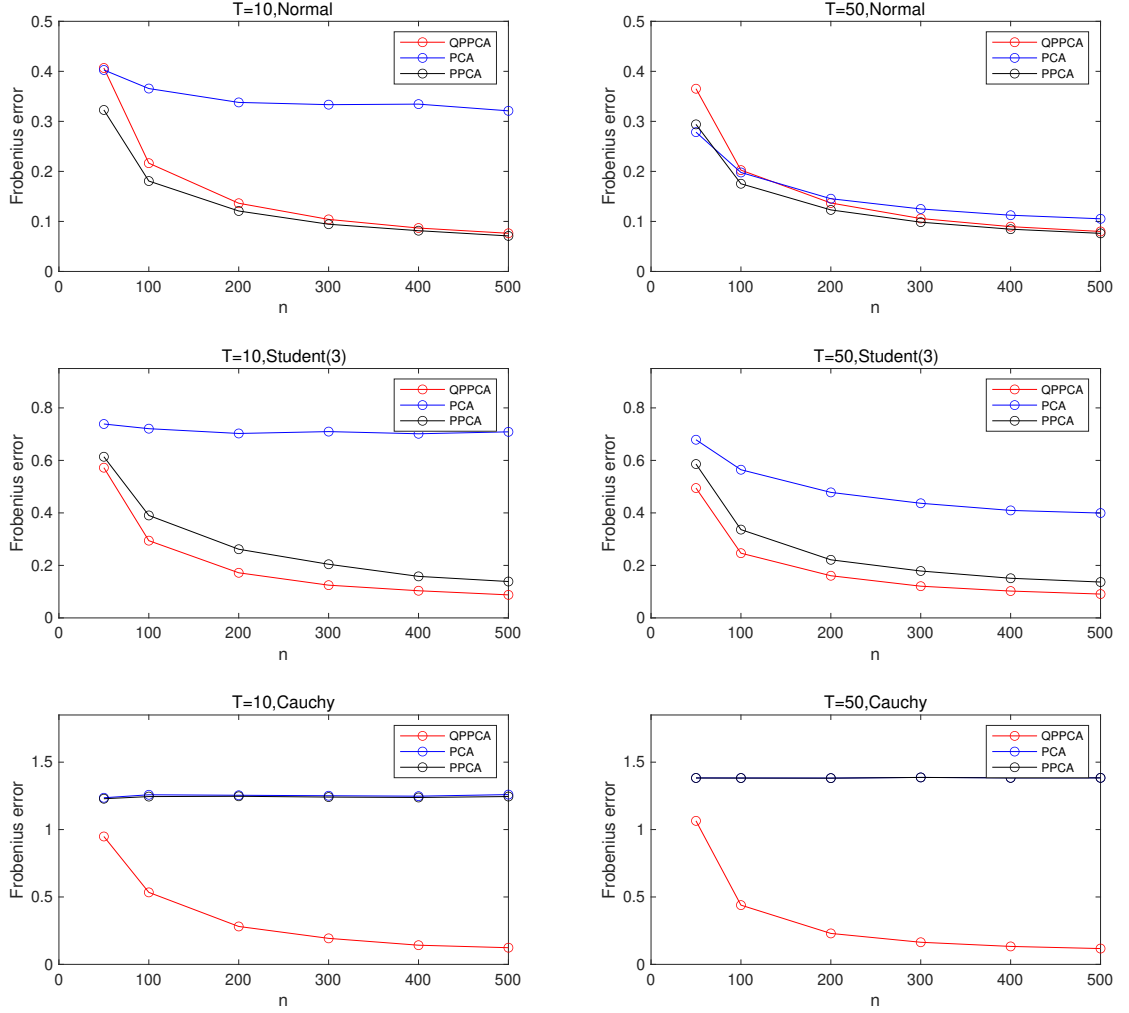 T=10,Normal
0.5
0.4
0.3
0.2
0.1
0
Frobenius error
QPPCA
PCA
PPCA
0 100 200 300 400 500
n
T=50,Normal
0.5
0.4
0.3
0.2
0.1
0
Frobenius error
QPPCA
PCA
PPCA
0 100 200 300 400 500
n
T=10,Student(3)
0.8
0.6
0.4
0.2
0
Frobenius error
QPPCA
PCA
PPCA
0 100 200 300 400 500
n
T=50,Student(3)
0.8
0.6
0.4
0.2
0
Frobenius error
QPPCA
PCA
PPCA
0 100 200 300 400 500
n
T=10,Cauchy
1.5
1
0.5
0
Frobenius error
QPPCA
PCA
PPCA
0 100 200 300 400 500
n
T=50,Cauchy
1.5
1
0.5
0
Frobenius error
QPPCA
PCA
PPCA
0 100 200 300 400 500
n